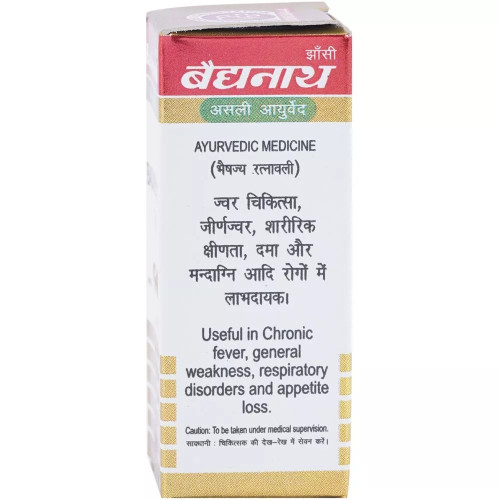 झाँसी
बैद्यनाथ
असली आयुर्वेद
AYURVEDIC MEDICINE
(भैषज्य रत्नावली)
ज्वर चिकित्सा,
जीर्णज्वर, शारीरिक
क्षीणता, दमा और
मन्दाग्नि आदि रोगों में
लाभदायक।
Useful in Chronic
fever, general
weakness, respiratory
disorders and appetite
loss.
Caution: To be taken under medical supervision.
सावधानी : चिकित्सक की देख-रेख में सेवन करें।